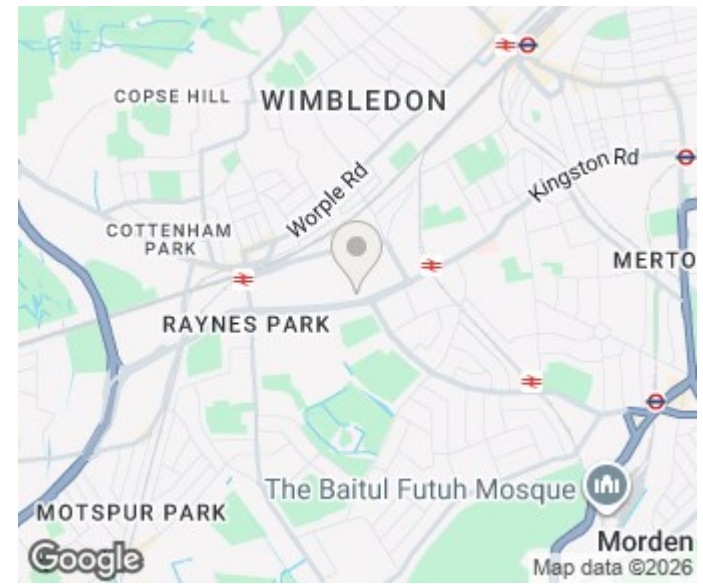 COPSE HILL
WIMBLEDON
Worple Rd
Kingston Rd
COTTENHAM
PARK
MERTO
RAYNES PARK
The Baitul Futuh Mosque
MOTSPUR PARK
Morden
Google
Map data ©2026